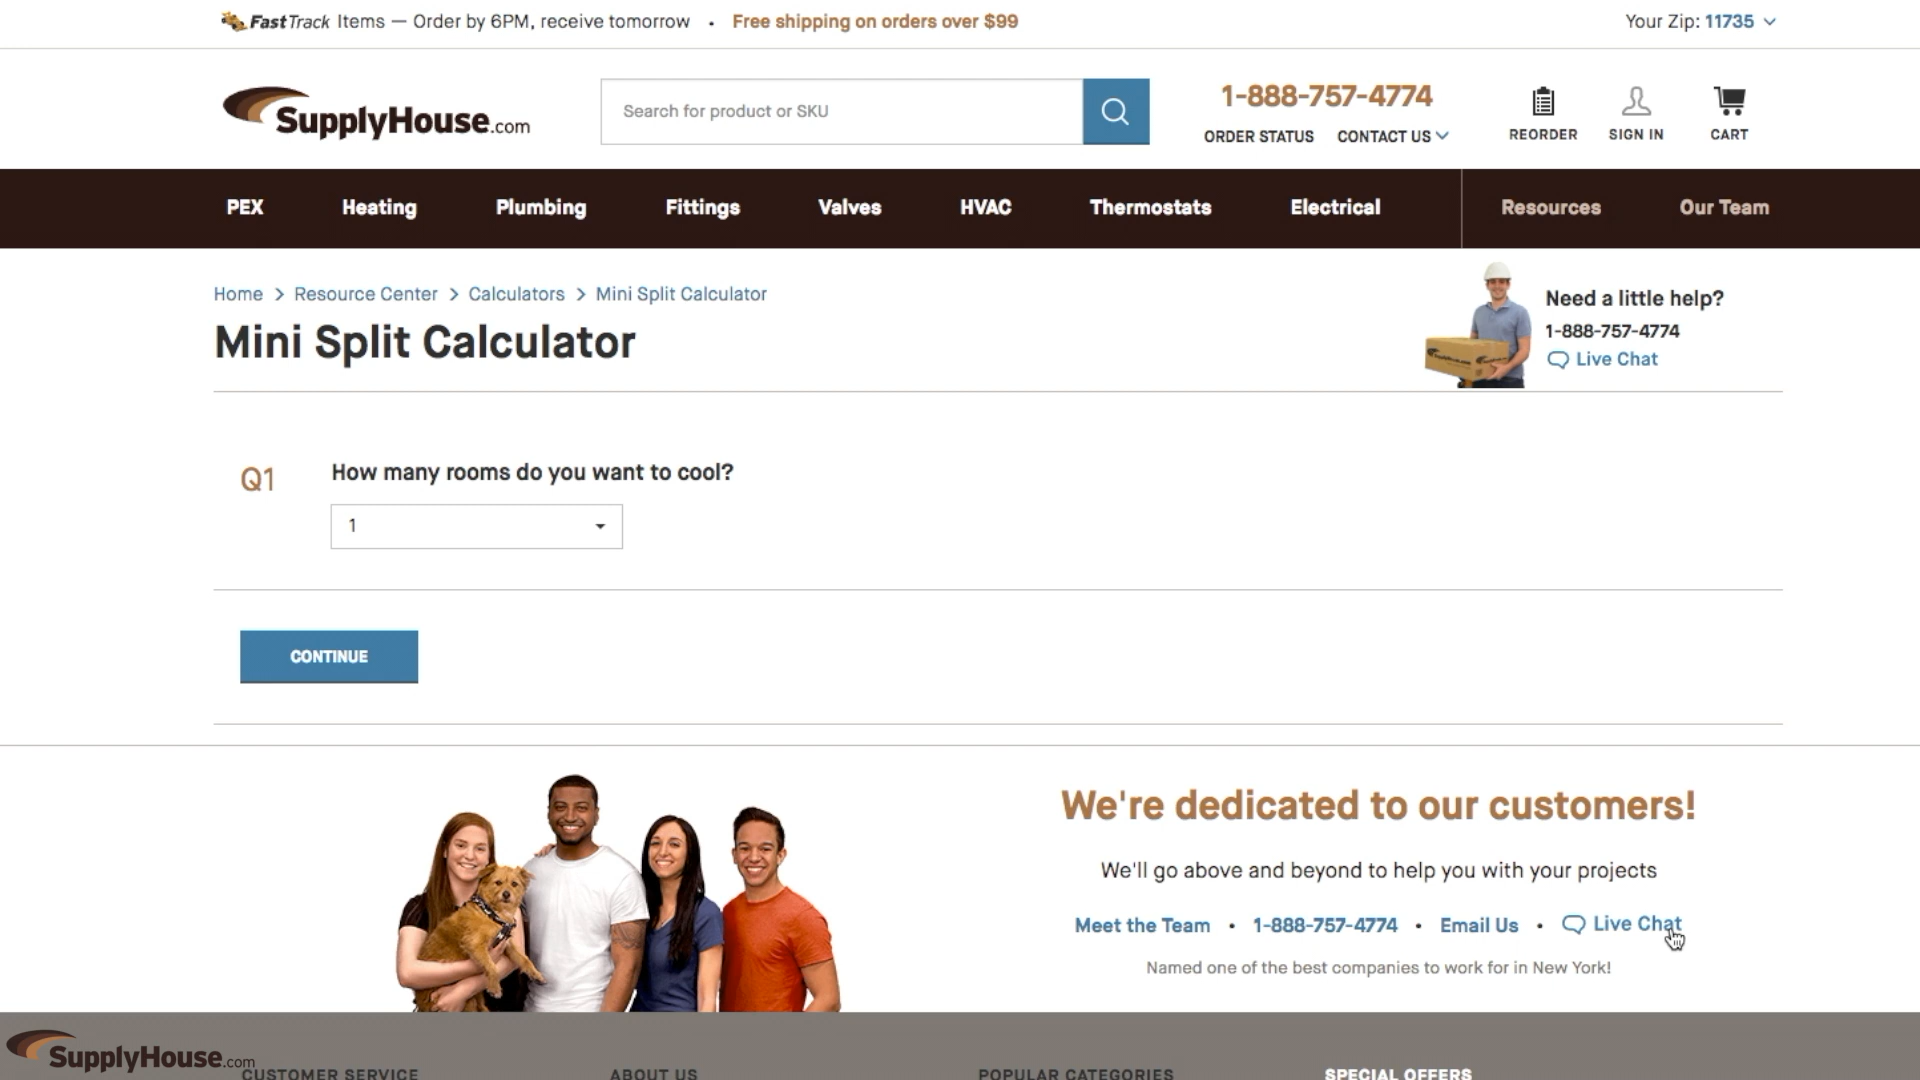 FastTrack Items — Order by 6PM, receive tomorrow • Free shipping on orders over $99
Your Zip: 11735
SupplyHouse.com
Search for product or SKU
1-888-757-4774
ORDER STATUS CONTACT US
REORDER SIGN IN CART
PEX Heating Plumbing Fittings Valves HVAC Thermostats Electrical Resources Our Team
Home > Resource Center > Calculators > Mini Split Calculator
Mini Split Calculator
Need a little help?
1-888-757-4774
Live Chat
Q1 How many rooms do you want to cool?
1
CONTINUE
We're dedicated to our customers!
We'll go above and beyond to help you with your projects
Meet the Team • 1-888-757-4774 • Email Us • Live Chat
Named one of the best companies to work for in New York!
SupplyHouse.com
CUSTOMER SERVICE ABOUT US POPULAR CATEGORIES SPECIAL OFFERS